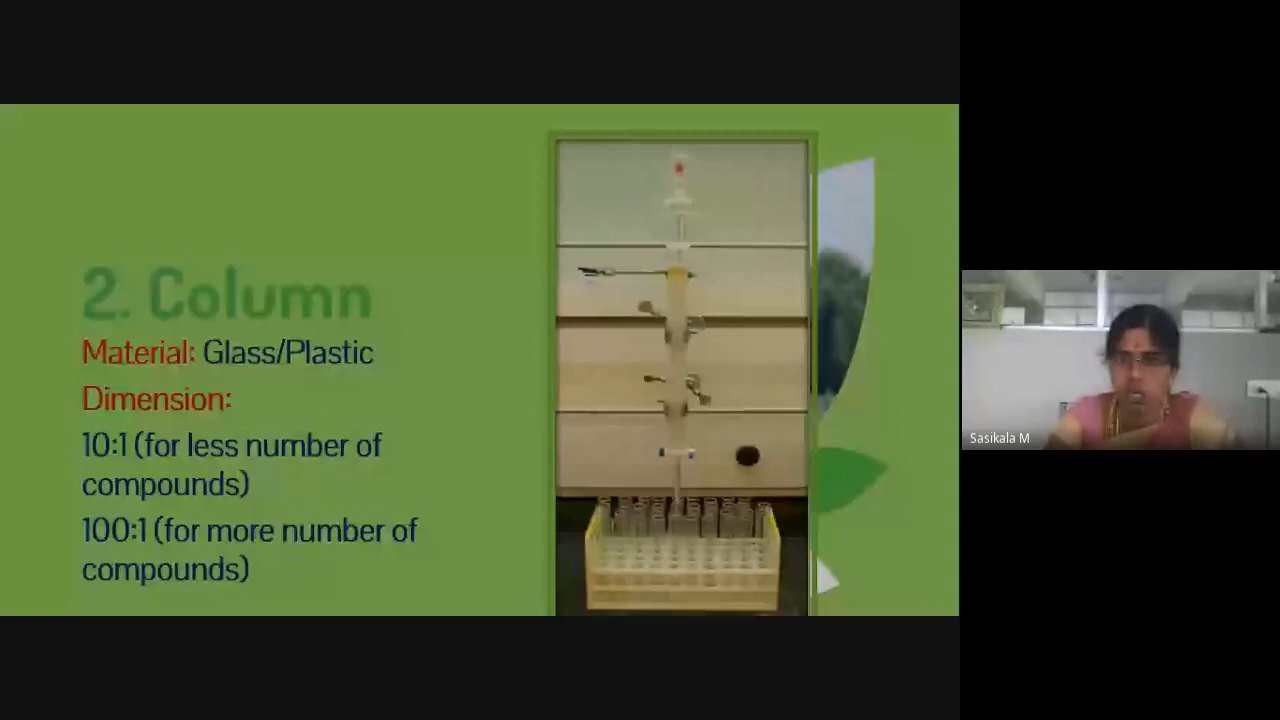 2. Column
Material: Glass/Plastic
Dimension:
10:1 (for less number of
compounds)
100:1 (for more number of
compounds)
Sasikala M